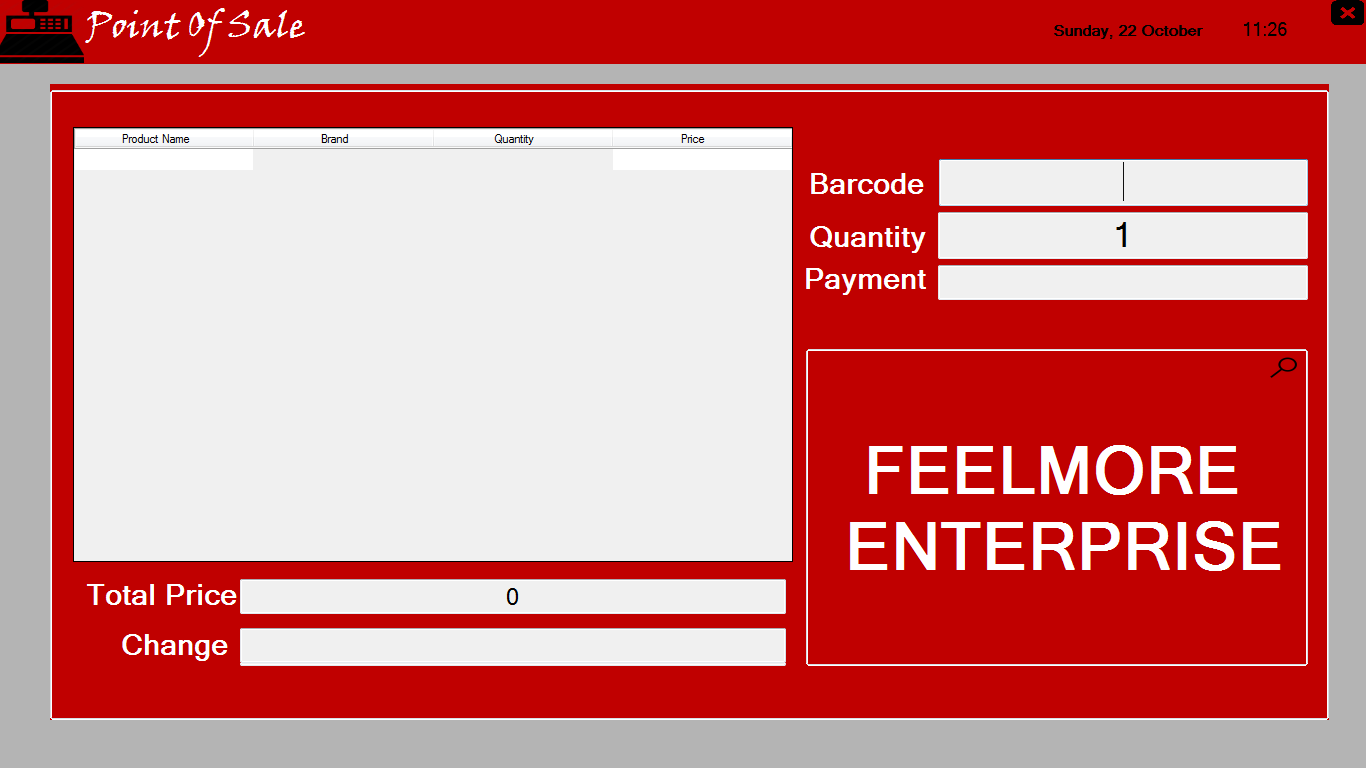 Point Of Sale
Sunday, 22 October 11:26
Product Name Brand Quantity Price
Barcode
Quantity 1
Payment
FEELMORE
ENTERPRISE
Total Price 0
Change